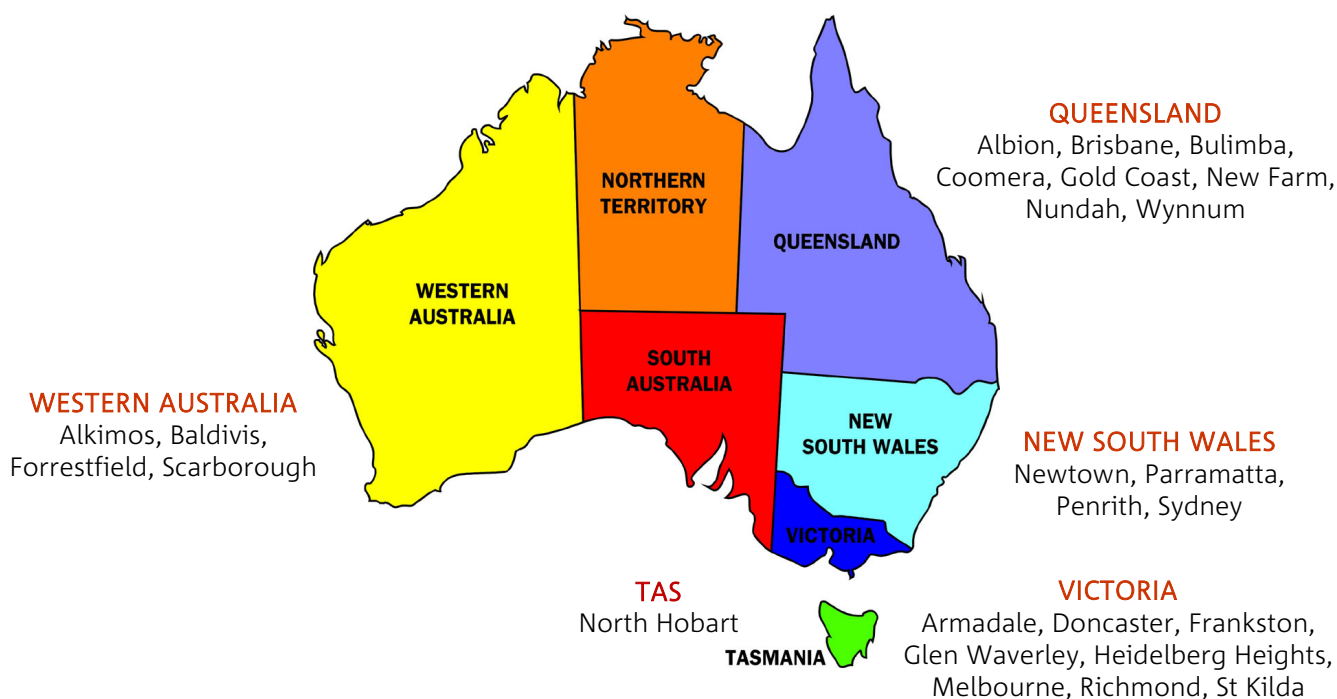 QUEENSLAND
Albion, Brisbane, Bulimba,
Coomera, Gold Coast, New Farm,
Nundah, Wynnum
NORTHERN
TERRITORY
QUEENSLAND
WESTERN
AUSTRALIA
SOUTH
AUSTRALIA
WESTERN AUSTRALIA
Alkimos, Baldivis,
Forrestfield, Scarborough
NEW
SOUTH WALES
NEW SOUTH WALES
Newtown, Parramatta,
Penrith, Sydney
VICTORIA
TAS
North Hobart
TASMANIA
VICTORIA
Armadale, Doncaster, Frankston,
Glen Waverley, Heidelberg Heights,
Melbourne, Richmond, St Kilda